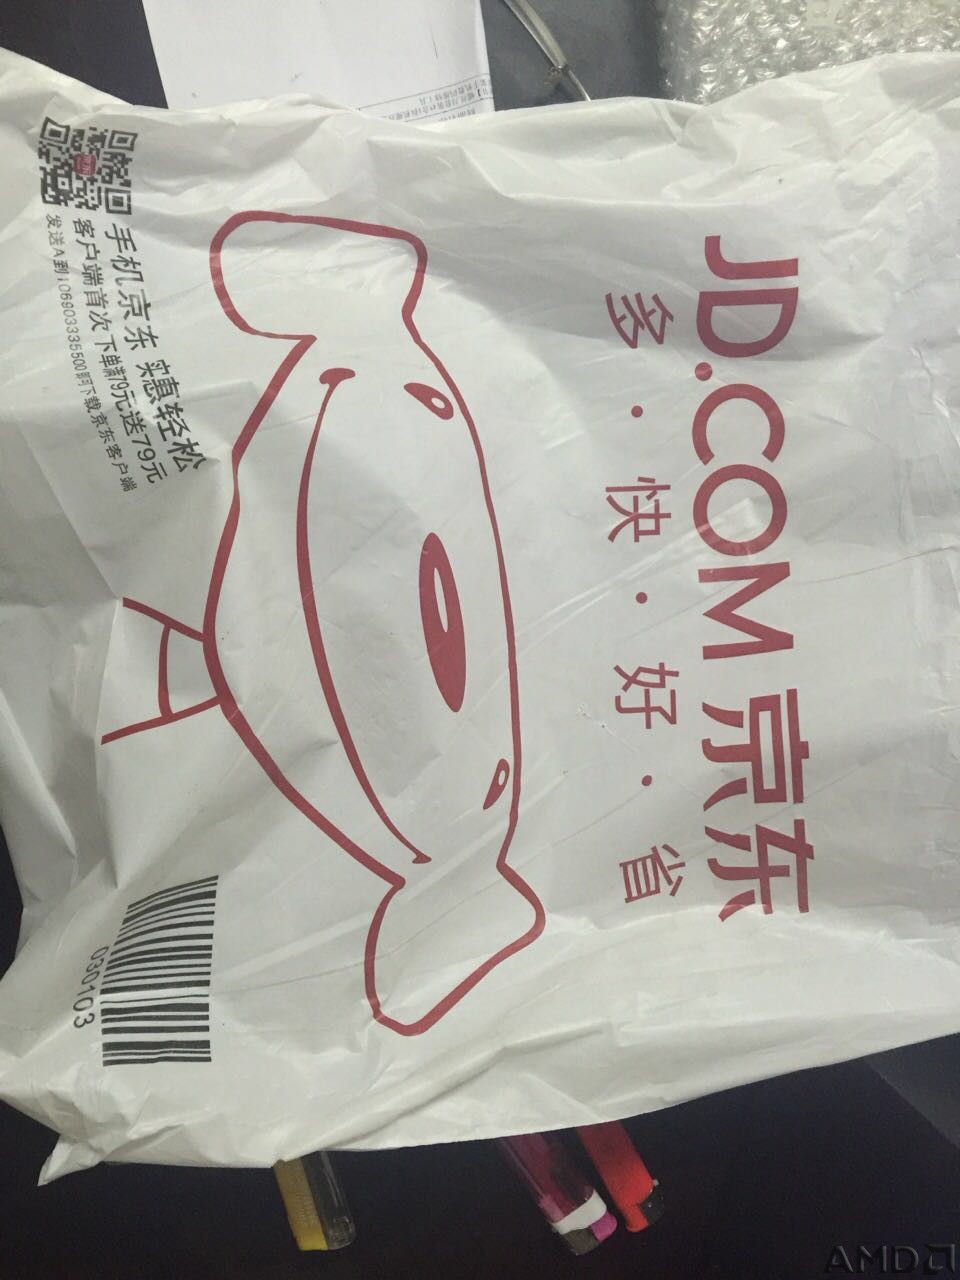 JD.COM 京东
多·快·好·省
手机京东 实惠轻松
客户端首次下单满79元送79元
发送A到106903335500即可下载京东客户端
030103
AMD